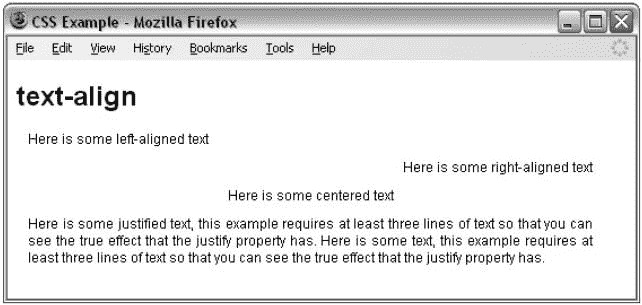 CSS Example - Mozilla Firefox
File Edit View History Bookmarks Tools Help
text-align
Here is some left-aligned text
Here is some right-aligned text
Here is some centered text
Here is some justified text, this example requires at least three lines of text so that you can
see the true effect that the justify property has. Here is some text, this example requires at
least three lines of text so that you can see the true effect that the justify property has.